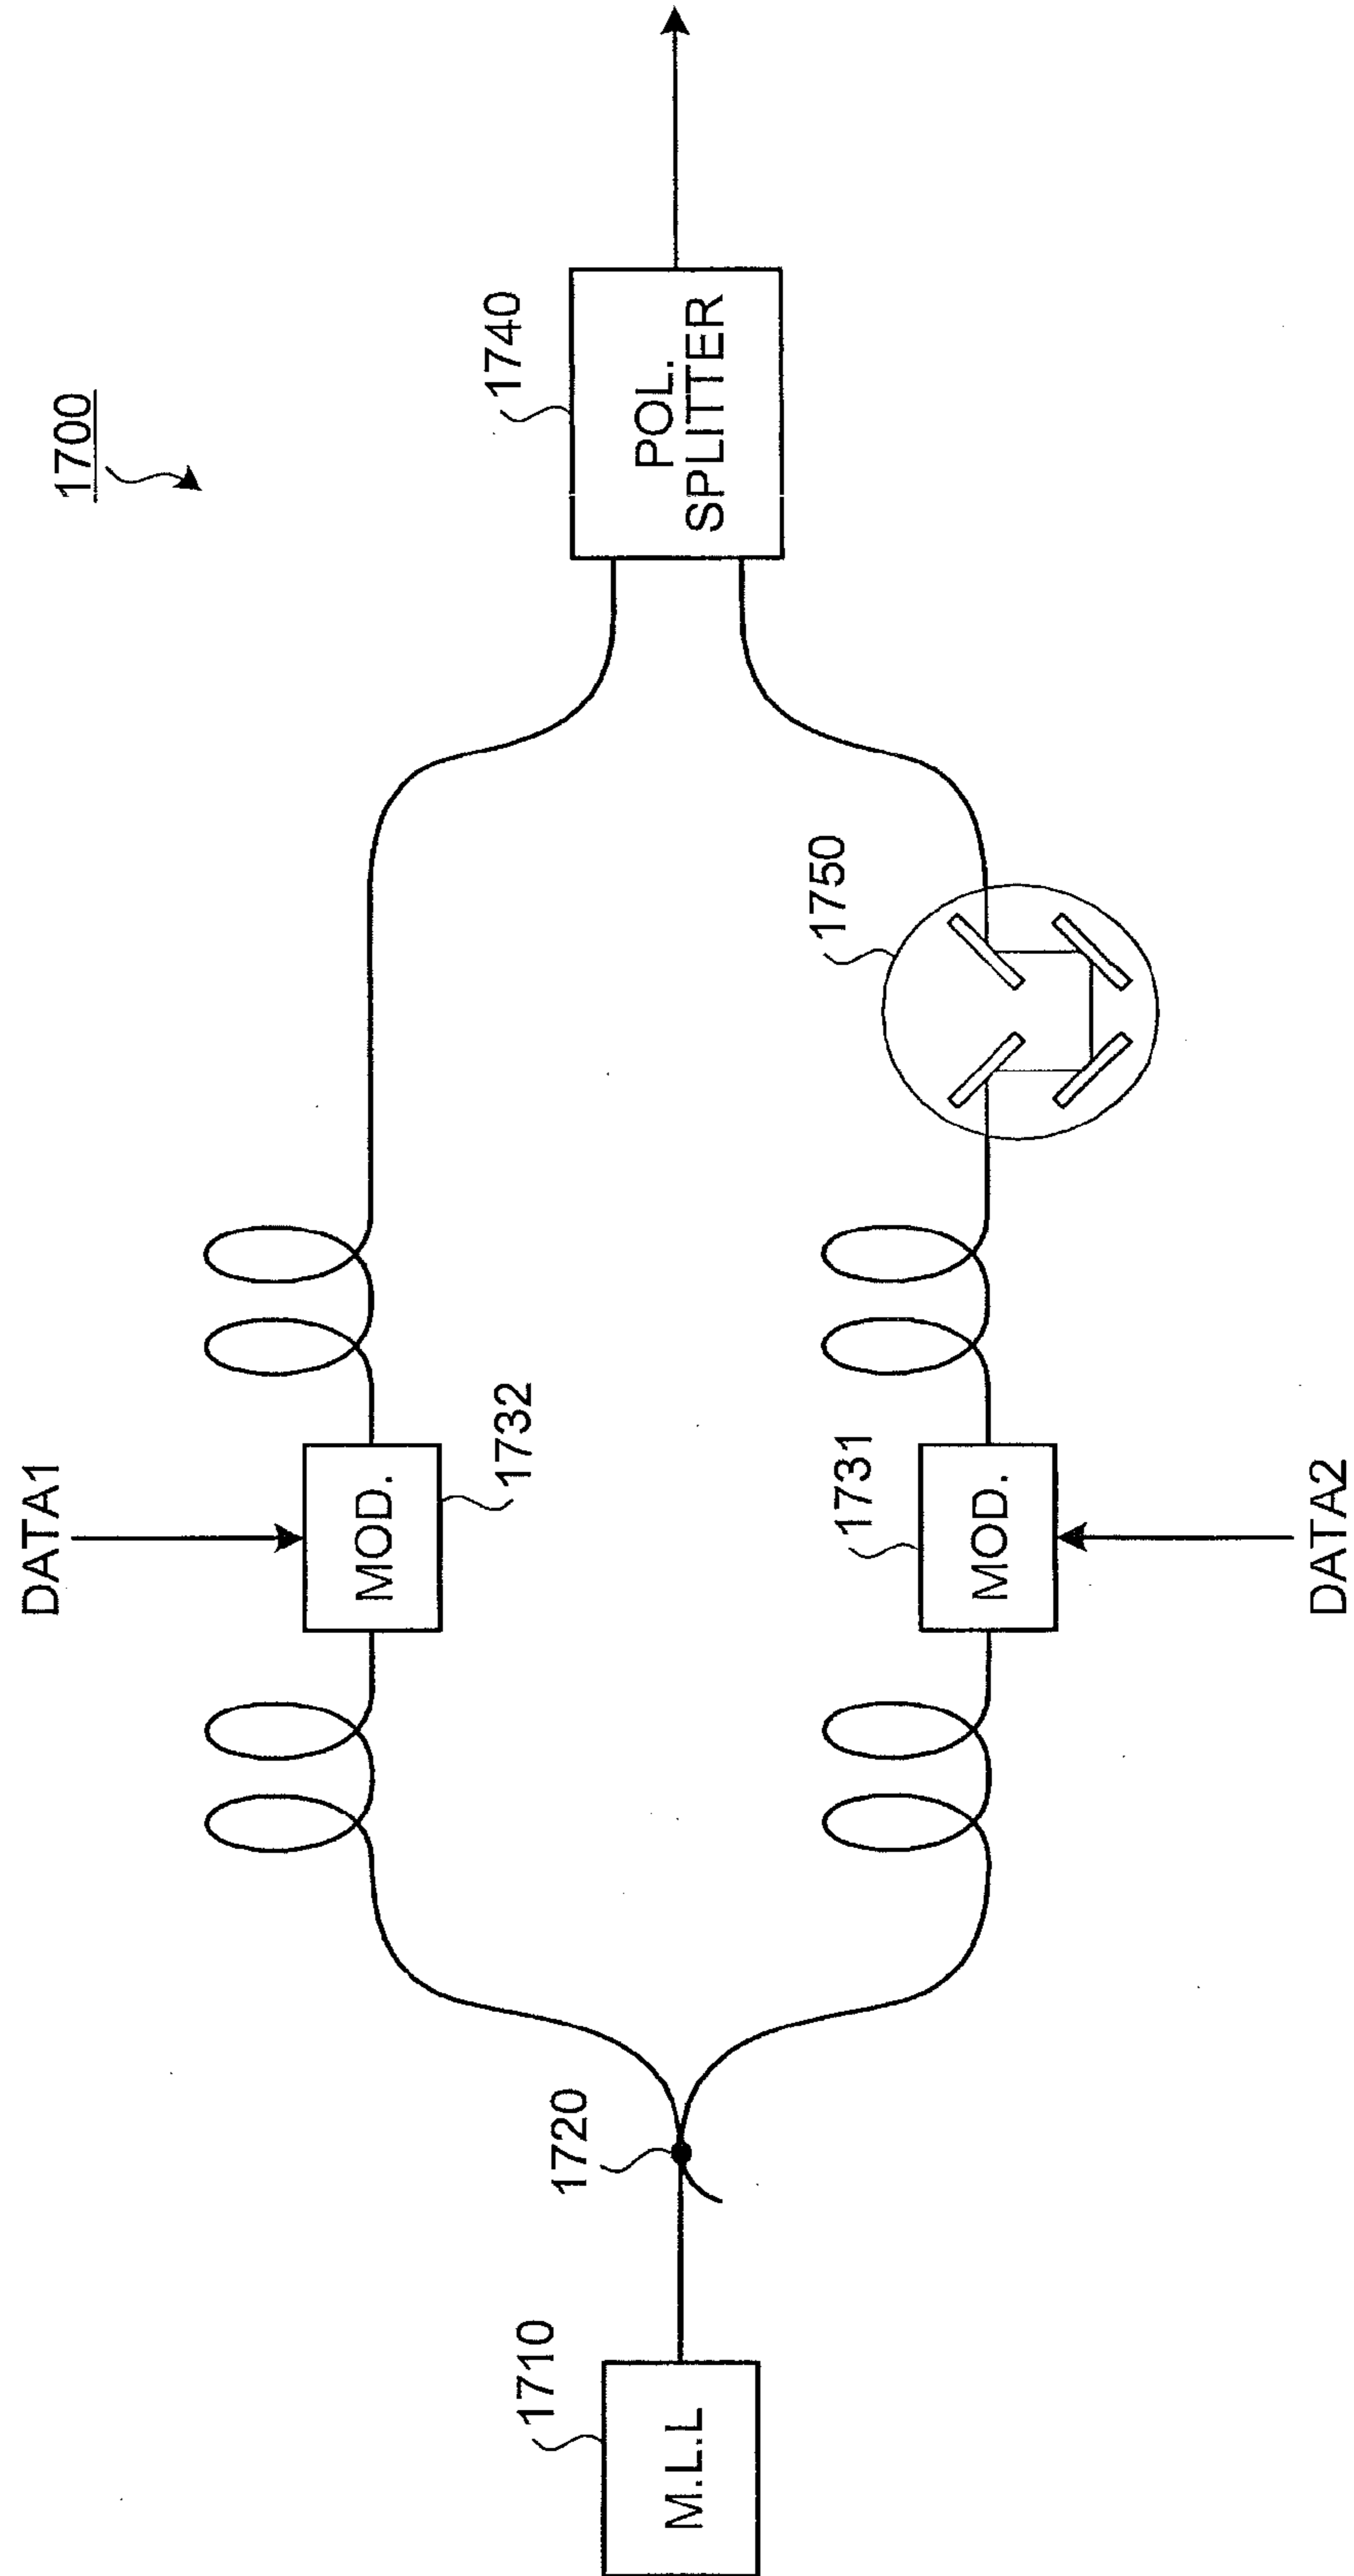 1700
DATA1
1710
M.L.L
1720
MOD.
1732
1731
MOD.
DATA2
1750
1740
POL.
SPLITTER